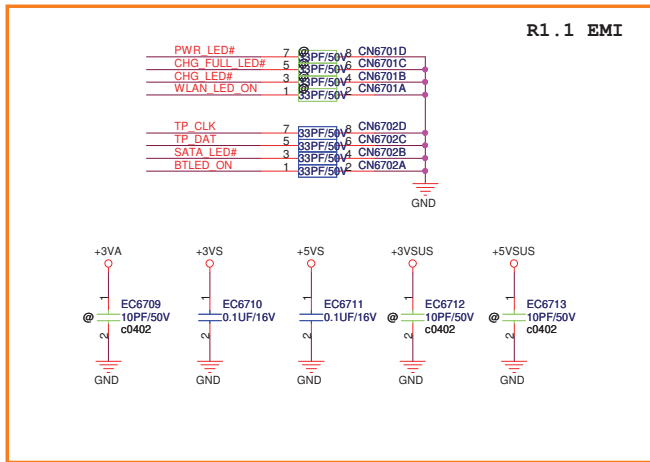 R1.1 EMI
PWR_LED# 7 @ 33PF/50V 8 CN6701D
CHG_FULL_LED# 5 @ 33PF/50V 6 CN6701C
CHG_LED# 3 @ 33PF/50V 4 CN6701B
WLAN_LED_ON 1 @ 33PF/50V 2 CN6701A
TP_CLK 7 33PF/50V 8 CN6702D
TP_DAT 5 33PF/50V 6 CN6702C
SATA_LED# 3 33PF/50V 4 CN6702B
BTLED_ON 1 33PF/50V 2 CN6702A
GND
+3VA +3VS +5VS +3VSUS +5VSUS
1 1 1 1 1
EC6709 EC6710 EC6711 EC6712 EC6713
@ 10PF/50V 0.1UF/16V 0.1UF/16V @ 10PF/50V @ 10PF/50V
c0402 c0402 c0402
2 2 2 2 2
GND GND GND GND GND